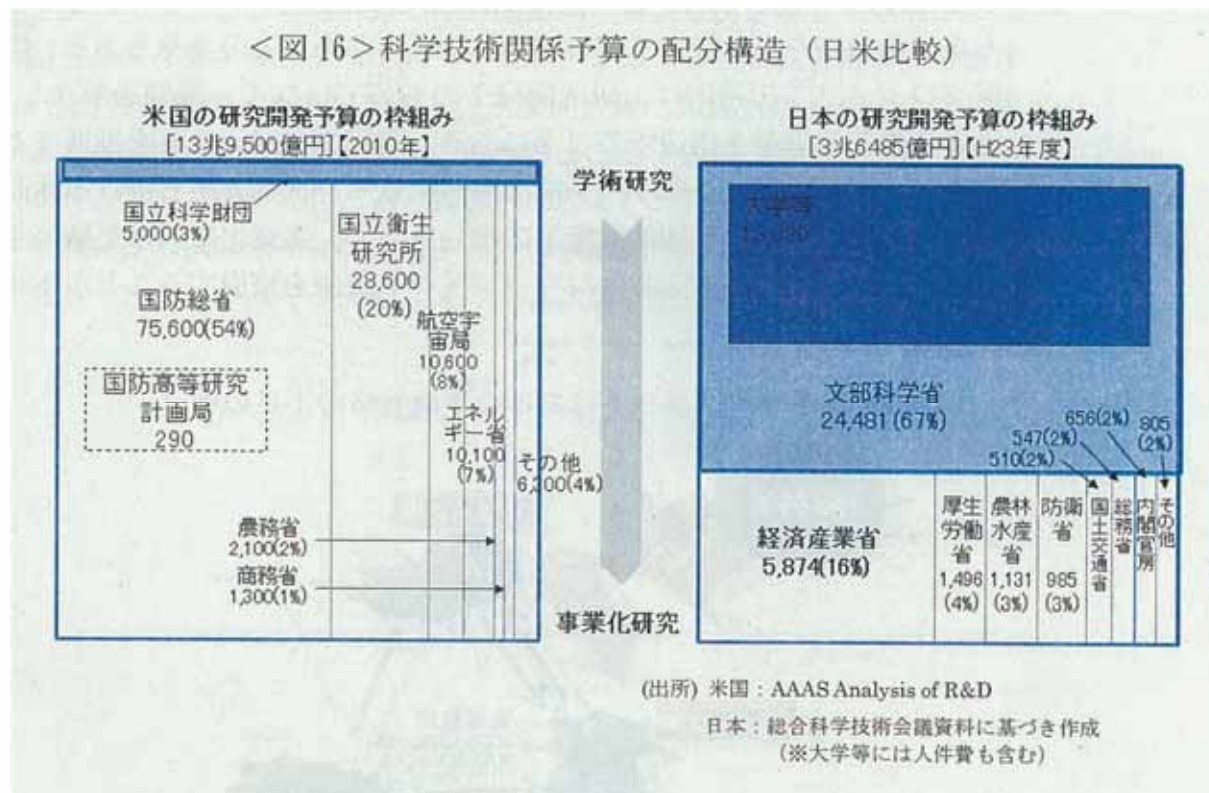 <図16>科学技術関係予算の配分構造（日米比較）
米国の研究開発予算の枠組み
[13兆9,500億円]【2010年】
国立科学財団
5,000(3%)
国防総省
75,600(54%)
国防高等研究
計画局
290
国立衛生
研究所
28,600
(20%)
航空宇
宙局
10,600
(8%)
エネル
ギー省
10,100
(7%)
その他
6,200(4%)
農務省
2,100(2%)
商務省
1,300(1%)
学術研究
事業化研究
日本の研究開発予算の枠組み
[3兆6485億円]【H23年度】
大学等
文部科学省
24,481(67%)
経済産業省
5,874(16%)
厚生
労働
省
1,496
(4%)
農林
水産
省
1,131
(3%)
防衛
省
985
(3%)
510(2%)
国土交通省
547(2%)
総務省
656(2%)
内閣官房
805
(2%)
その他
(出所) 米国：AAAS Analysis of R&D
日本：総合科学技術会議資料に基づき作成
(※大学等には人件費も含む)